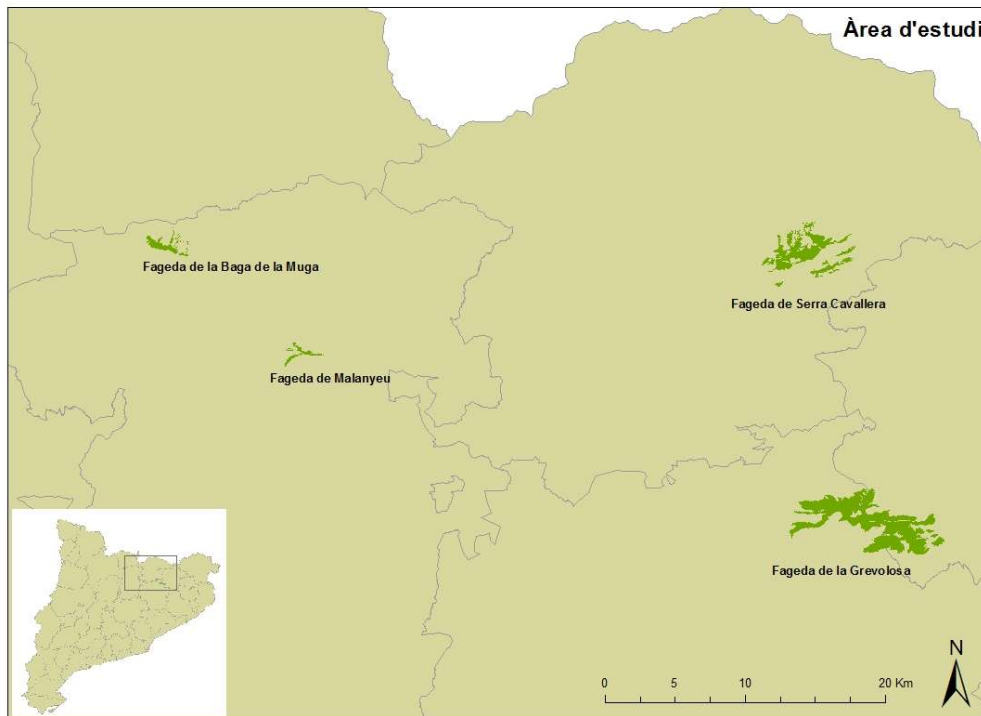 Àrea d'estudi
Fageda de la Baga de la Muga
Fageda de Serra Cavallera
Fageda de Malanyeu
Fageda de la Grevolosa
N
0 5 10 20 Km